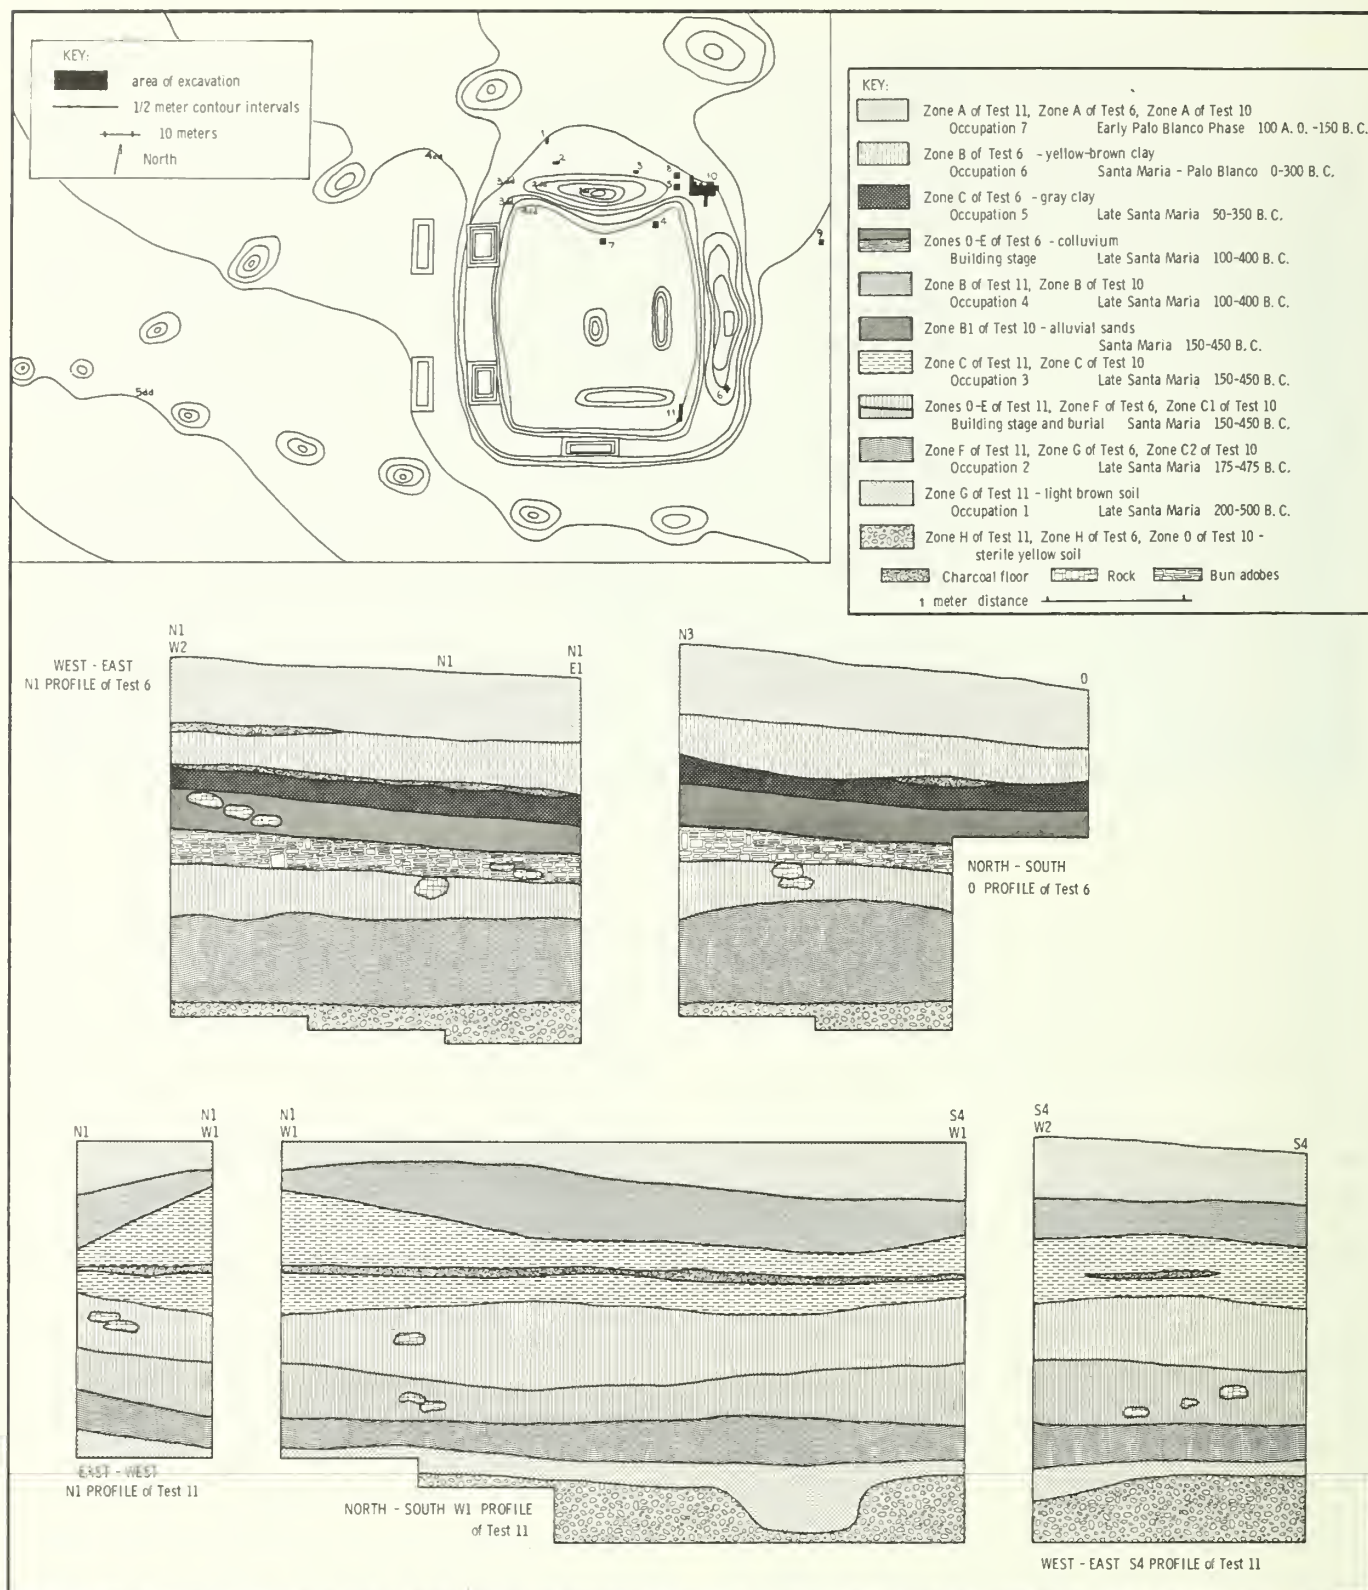 KEY:
area of excavation
1/2 meter contour intervals
10 meters
North
1
2
3
4
5
6
7
8
9
10
11
KEY:
Zone A of Test 11, Zone A of Test 6, Zone A of Test 10
Occupation 7 Early Palo Blanco Phase 100 A. O. -150 B. C.
Zone B of Test 6 - yellow-brown clay
Occupation 6 Santa Maria - Palo Blanco 0-300 B. C.
Zone C of Test 6 - gray clay
Occupation 5 Late Santa Maria 50-350 B. C.
Zones O-E of Test 6 - colluvium
Building stage Late Santa Maria 100-400 B. C.
Zone B of Test 11, Zone B of Test 10
Occupation 4 Late Santa Maria 100-400 B. C.
Zone B1 of Test 10 - alluvial sands
Santa Maria 150-450 B. C.
Zone C of Test 11, Zone C of Test 10
Occupation 3 Late Santa Maria 150-450 B. C.
Zones O-E of Test 11, Zone F of Test 6, Zone C1 of Test 10
Building stage and burial Santa Maria 150-450 B. C.
Zone F of Test 11, Zone G of Test 6, Zone C2 of Test 10
Occupation 2 Late Santa Maria 175-475 B. C.
Zone G of Test 11 - light brown soil
Occupation 1 Late Santa Maria 200-500 B. C.
Zone H of Test 11, Zone H of Test 6, Zone O of Test 10 -
sterile yellow soil
Charcoal floor Rock Bun adobes
1 meter distance
WEST - EAST
N1 PROFILE of Test 6
N1
W2
N1
N1
E1
N3
O
NORTH - SOUTH
O PROFILE of Test 6
N1
N1
W1
EAST - WEST
N1 PROFILE of Test 11
N1
W1
S4
W1
NORTH - SOUTH W1 PROFILE
of Test 11
S4
W2
S4
WEST - EAST S4 PROFILE of Test 11